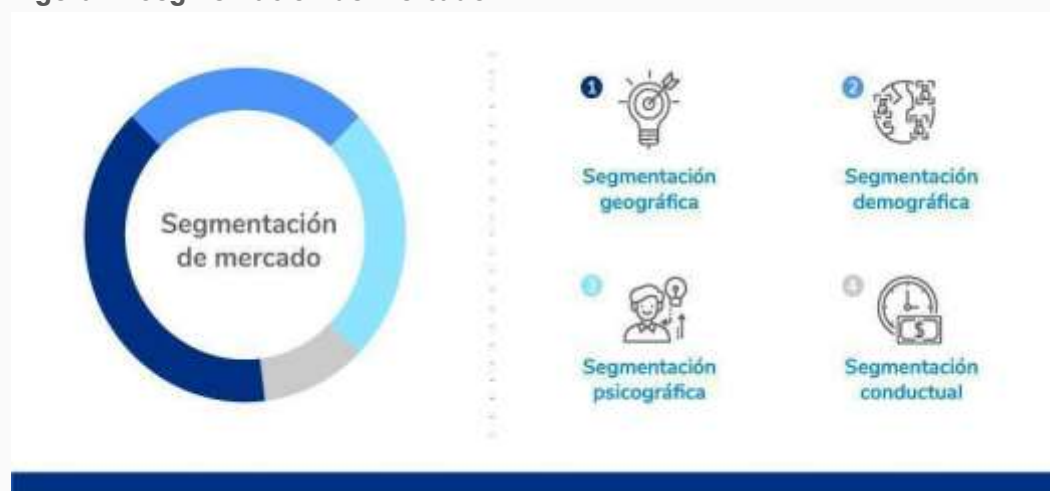 Segmentación
de mercado
1
Segmentación
geográfica
2
Segmentación
demográfica
3
Segmentación
psicográfica
4
Segmentación
conductual
$